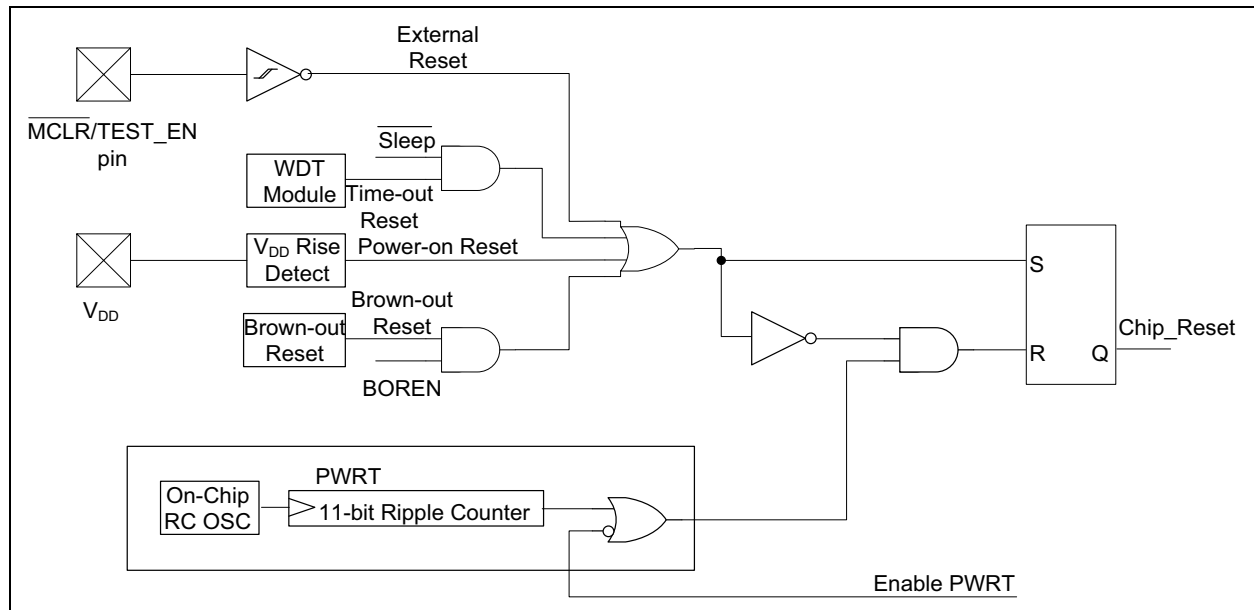 External
Reset
MCLR/TEST_EN
pin
Sleep
WDT
Module
Time-out
Reset
VDD Rise
Detect
Power-on Reset
VDD
Brown-out
Reset
Brown-out
Reset
BOREN
S
R
Q
Chip_Reset
PWRT
On-Chip
RC OSC
11-bit Ripple Counter
Enable PWRT